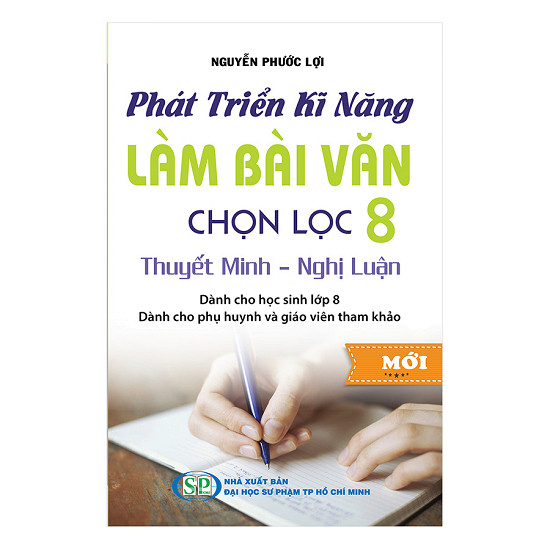 NGUYỄN PHƯỚC LỢI
Phát Triển Kĩ Năng
LÀM BÀI VĂN
CHỌN LỌC 8
Thuyết Minh - Nghị Luận
Dành cho học sinh lớp 8
Dành cho phụ huynh và giáo viên tham khảo
MỚI
SP
NHÀ XUẤT BẢN
ĐẠI HỌC SƯ PHẠM TP HỒ CHÍ MINH